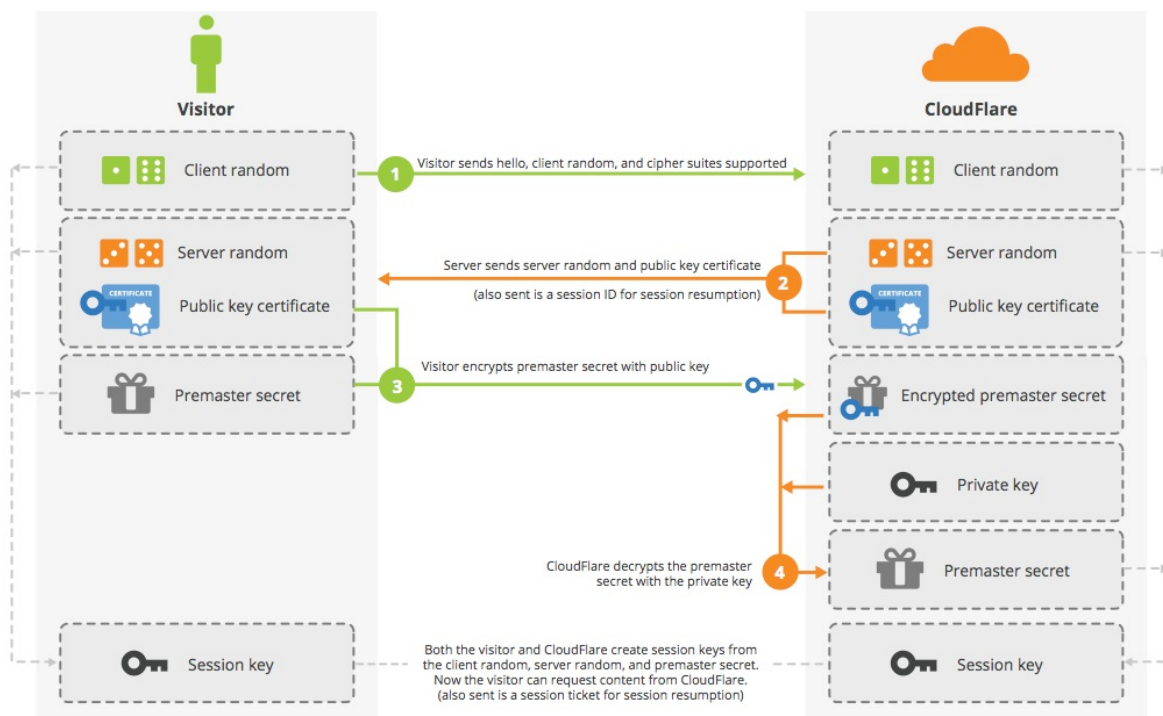 Visitor
CloudFlare
Client random
1
Visitor sends hello, client random, and cipher suites supported
Client random
Server random
Server sends server random and public key certificate
2
(also sent is a session ID for session resumption)
Server random
CERTIFICATE
Public key certificate
CERTIFICATE
Public key certificate
Visitor encrypts premaster secret with public key
3
Premaster secret
Encrypted premaster secret
Private key
CloudFlare decrypts the premaster
secret with the private key
4
Premaster secret
Session key
Both the visitor and CloudFlare create session keys from
the client random, server random, and premaster secret.
Now the visitor can request content from CloudFlare.
(also sent is a session ticket for session resumption)
Session key